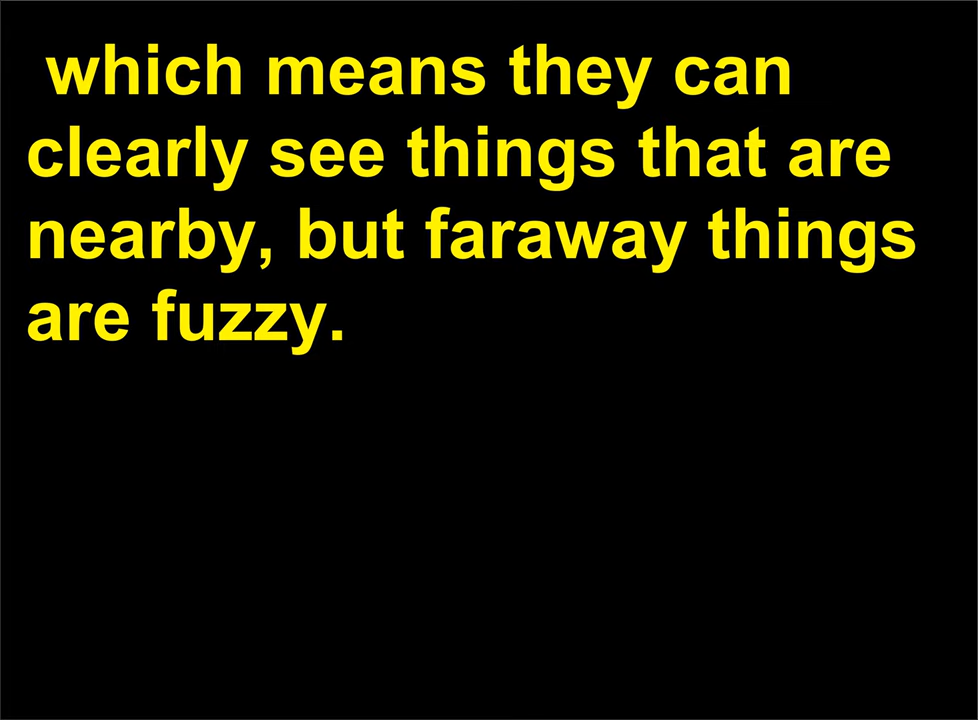 which means they can
clearly see things that are
nearby, but faraway things
are fuzzy.